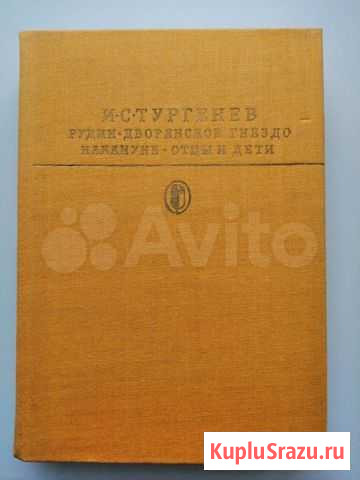 И·С·ТУРГЕНЕВ
РУДИН·ДВОРЯНСКОЕ ГНЕЗДО
НАКАНУНЕ·ОТЦЫ И ДЕТИ
Avito
KupluSrazu.ru